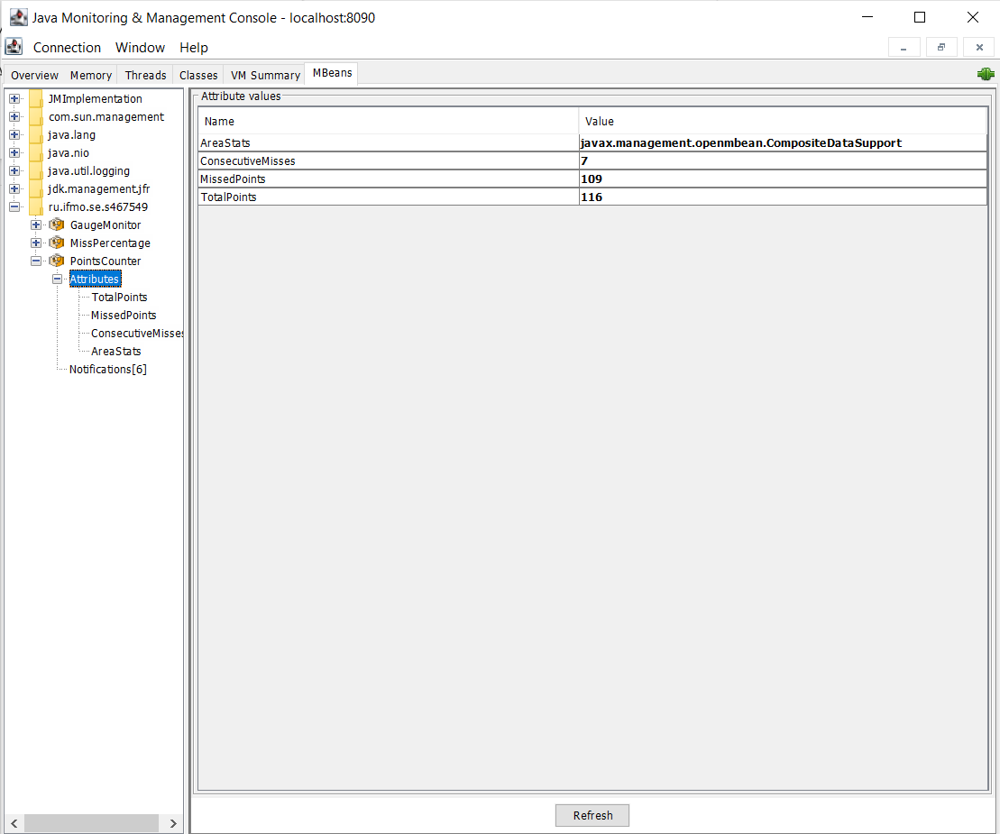 Java Monitoring & Management Console - localhost:8090
Connection Window Help
Overview Memory Threads Classes VM Summary MBeans
JMImplementation
com.sun.management
java.lang
java.nio
java.util.logging
jdk.management.jfr
ru.ifmo.se.s467549
GaugeMonitor
MissPercentage
PointsCounter
Attributes
TotalPoints
MissedPoints
ConsecutiveMisses
AreaStats
Notifications[6]
Attribute values
Name Value
AreaStats javax.management.openmbean.CompositeDataSupport
ConsecutiveMisses 7
MissedPoints 109
TotalPoints 116
Refresh